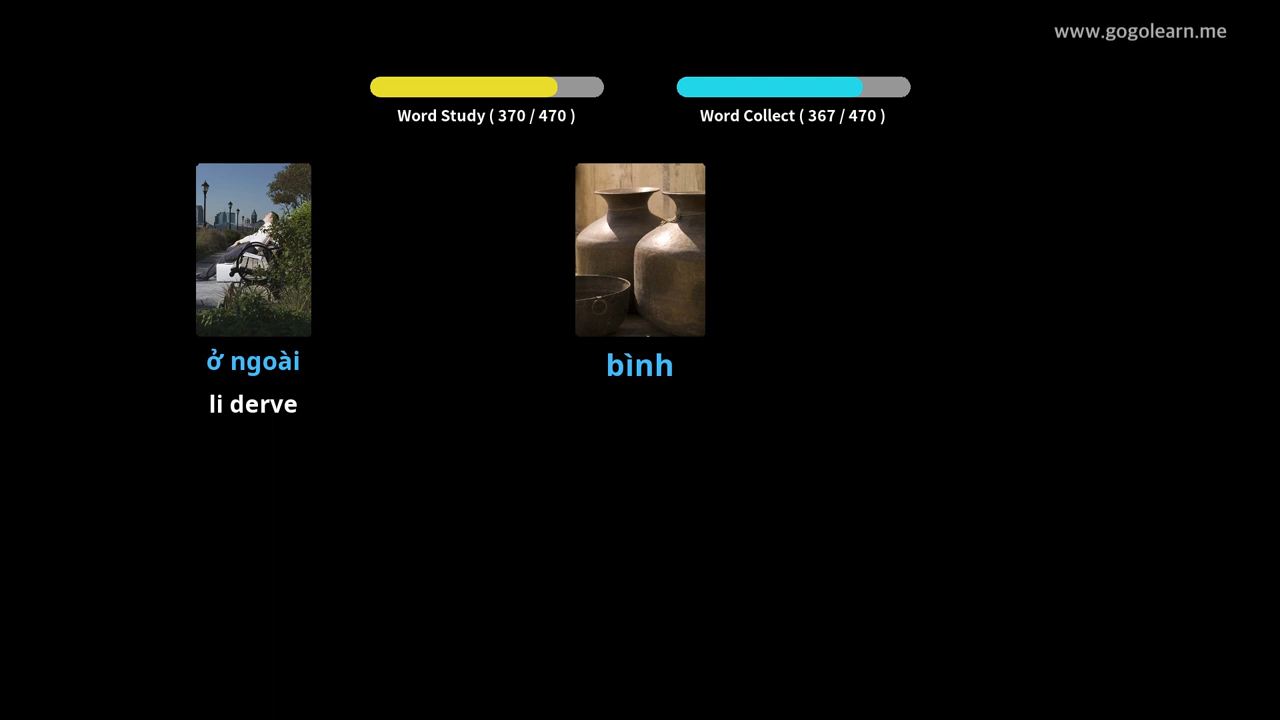 www.gogolearn.me
Word Study ( 370 / 470 )
Word Collect ( 367 / 470 )
ở ngoài
li derve
bình